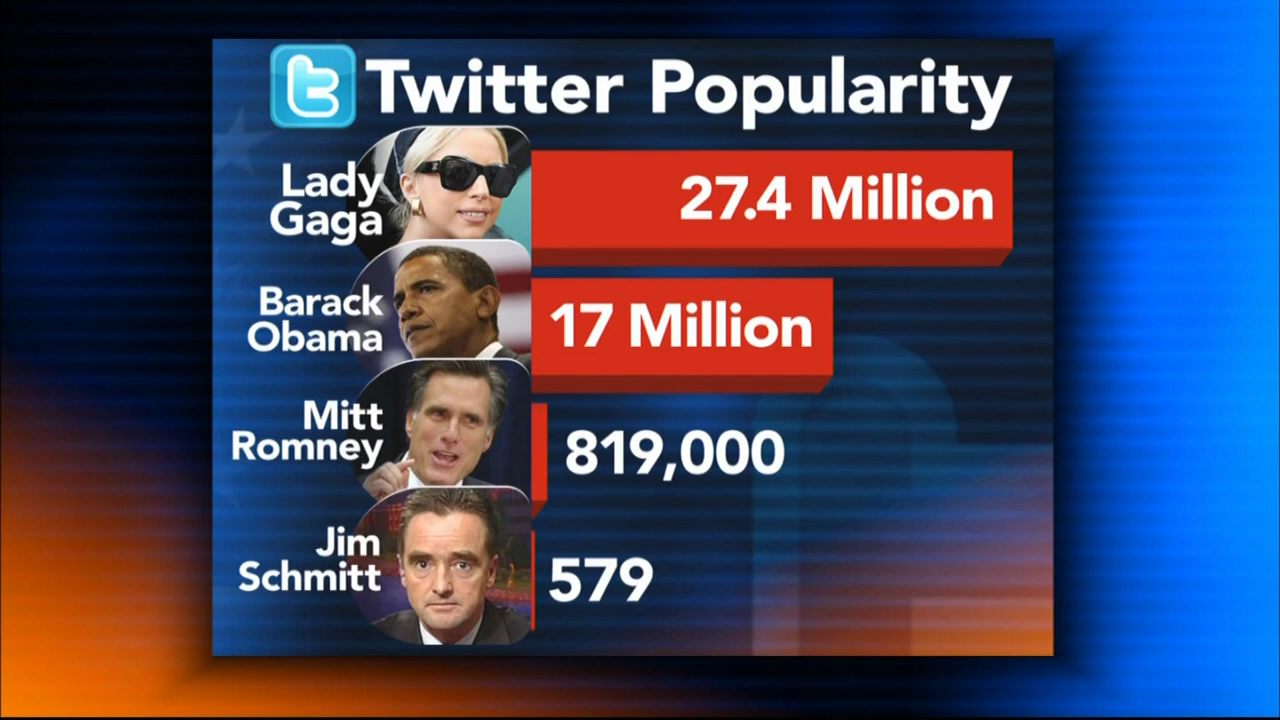 Twitter Popularity
Lady
Gaga
27.4 Million
Barack
Obama
17 Million
Mitt
Romney
819,000
Jim
Schmitt
579